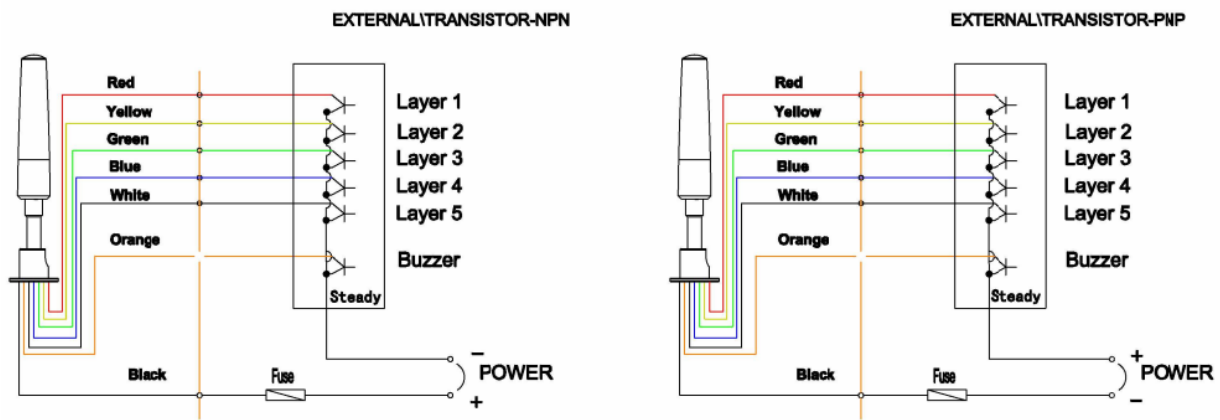 EXTERNAL\TRANSISTOR-NPN
Red
Layer 1
Yellow
Layer 2
Green
Layer 3
Blue
Layer 4
White
Layer 5
Orange
Buzzer
Steady
−
POWER
Black
Fuse
+
EXTERNAL\TRANSISTOR-PNP
Red
Layer 1
Yellow
Layer 2
Green
Layer 3
Blue
Layer 4
White
Layer 5
Orange
Buzzer
Steady
+
POWER
Black
Fuse
−